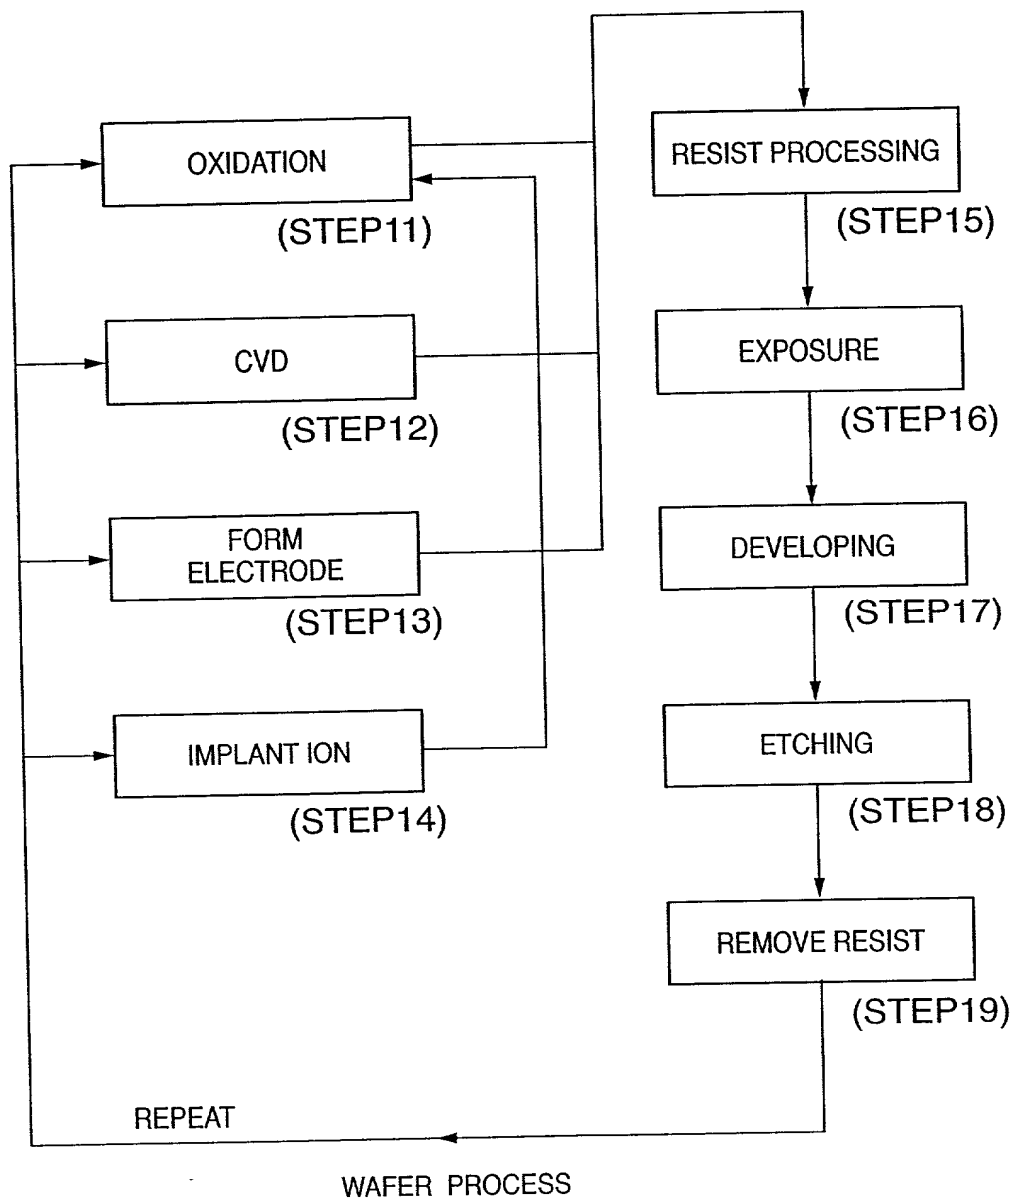 OXIDATION
(STEP11)
CVD
(STEP12)
FORM
ELECTRODE
(STEP13)
IMPLANT ION
(STEP14)
RESIST PROCESSING
(STEP15)
EXPOSURE
(STEP16)
DEVELOPING
(STEP17)
ETCHING
(STEP18)
REMOVE RESIST
(STEP19)
REPEAT
WAFER PROCESS